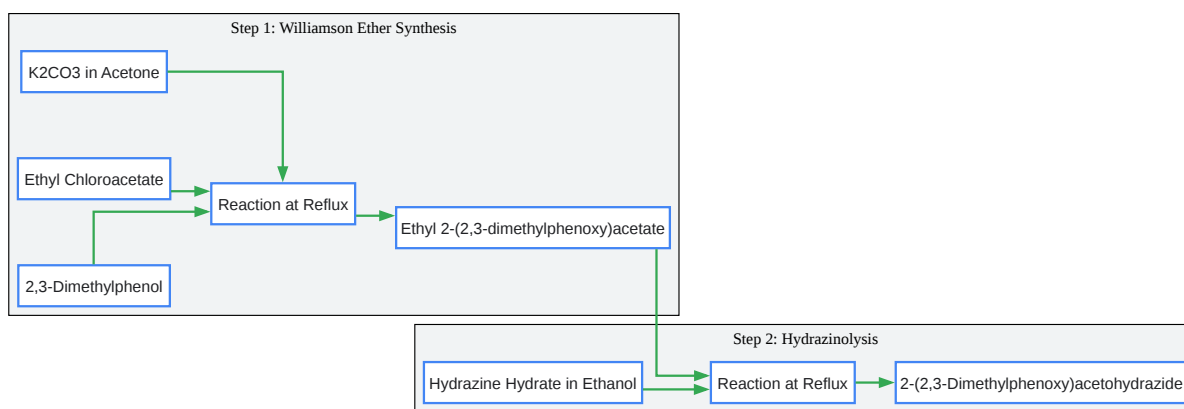 Step 1: Williamson Ether Synthesis
K2CO3 in Acetone
Ethyl Chloroacetate
Reaction at Reflux
Ethyl 2-(2,3-dimethylphenoxy)acetate
2,3-Dimethylphenol
Step 2: Hydrazinolysis
Hydrazine Hydrate in Ethanol
Reaction at Reflux
2-(2,3-Dimethylphenoxy)acetohydrazide